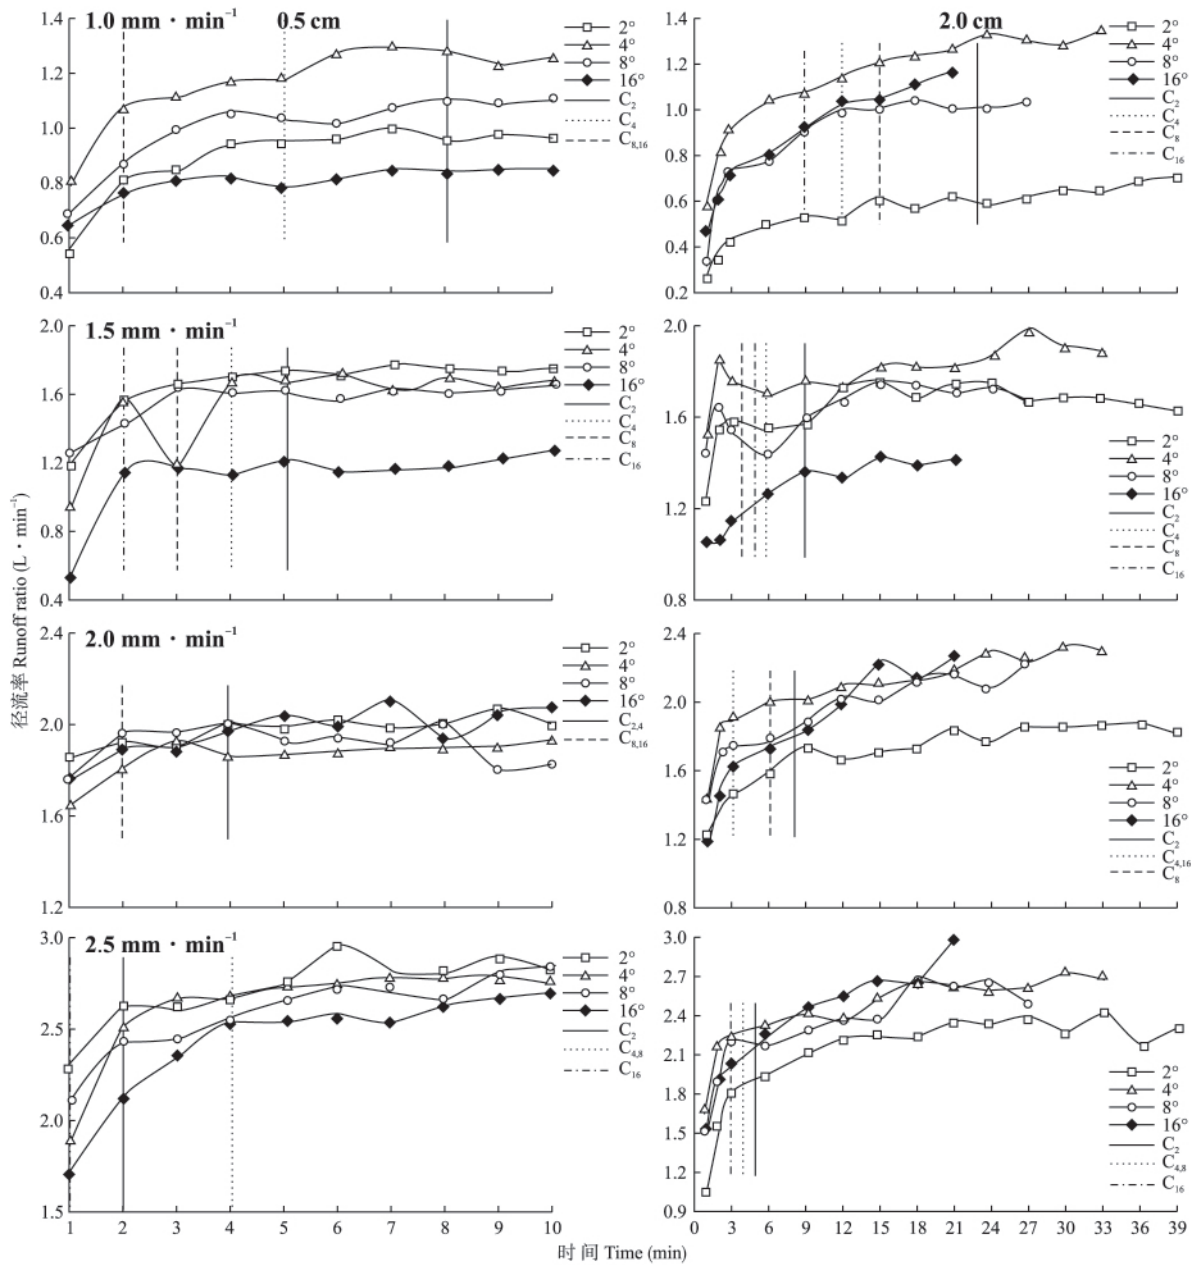 1.0 mm · min⁻¹
0.5 cm
2.0 cm
1.4
1.2
1.0
0.8
0.6
0.4
2°
4°
8°
16°
C₂
C₄
C₈,₁₆
1.4
1.2
1.0
0.8
0.6
0.4
0.2
2°
4°
8°
16°
C₂
C₄
C₈
C₁₆
1.5 mm · min⁻¹
2.0
1.6
1.2
0.8
0.4
2°
4°
8°
16°
C₂
C₄
C₈
C₁₆
2.0
1.6
1.2
0.8
2°
4°
8°
16°
C₂
C₄
C₈
C₁₆
径流率 Runoff ratio (L · min⁻¹)
2.0 mm · min⁻¹
2.4
2.0
1.6
1.2
2°
4°
8°
16°
C₂,₄
C₈,₁₆
2.4
2.0
1.6
1.2
0.8
2°
4°
8°
16°
C₂
C₄,₁₆
C₈
2.5 mm · min⁻¹
3.0
2.5
2.0
1.5
2°
4°
8°
16°
C₂
C₄,₈
C₁₆
1 2 3 4 5 6 7 8 9 10
3.0
2.7
2.4
2.1
1.8
1.5
1.2
0.9
2°
4°
8°
16°
C₂
C₄,₈
C₁₆
0 3 6 9 12 15 18 21 24 27 30 33 36 39
时间 Time (min)